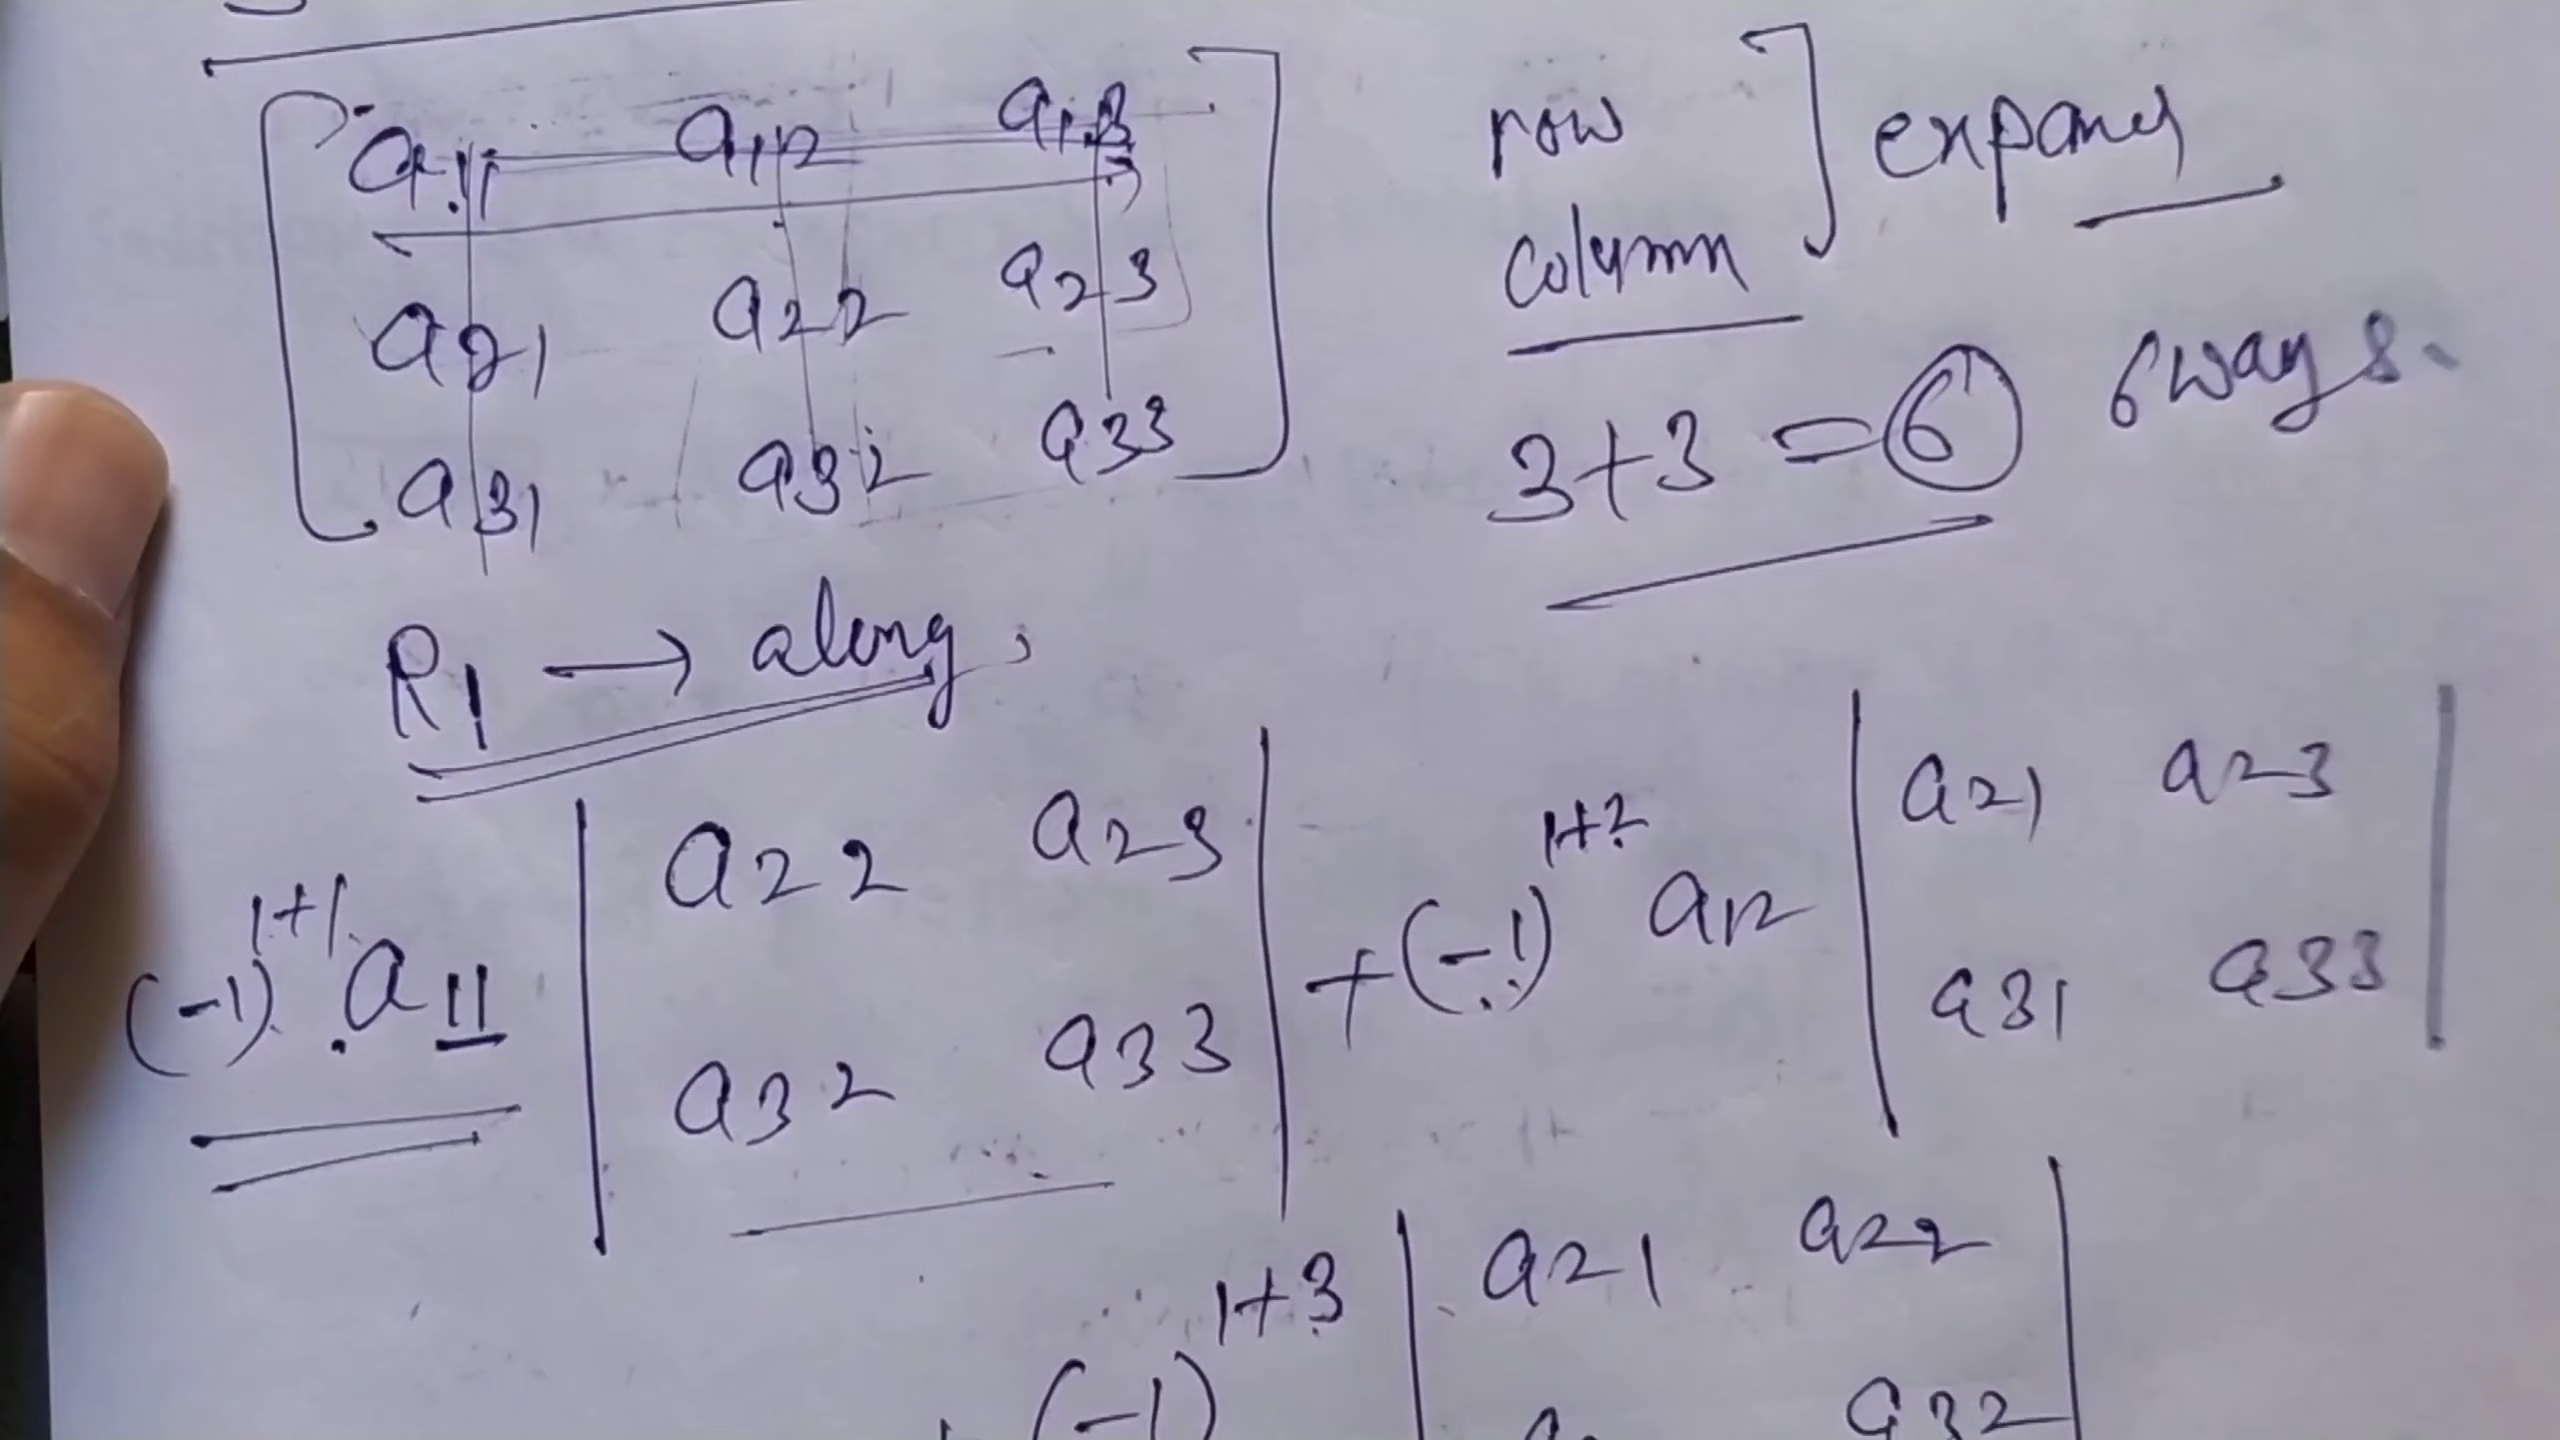 a11 a12 a13
a21 a22 a23
a31 a32 a33
row
column
expand
3+3 = 6 6 ways.
R1 → along,
(-1)^1+1 . a11 | a22 a23 | + (-1)^1+2 a12 | a21 a23 |
| a32 a33 | | a31 a33 |
(-1)^1+3 | a21 a22 |
a32